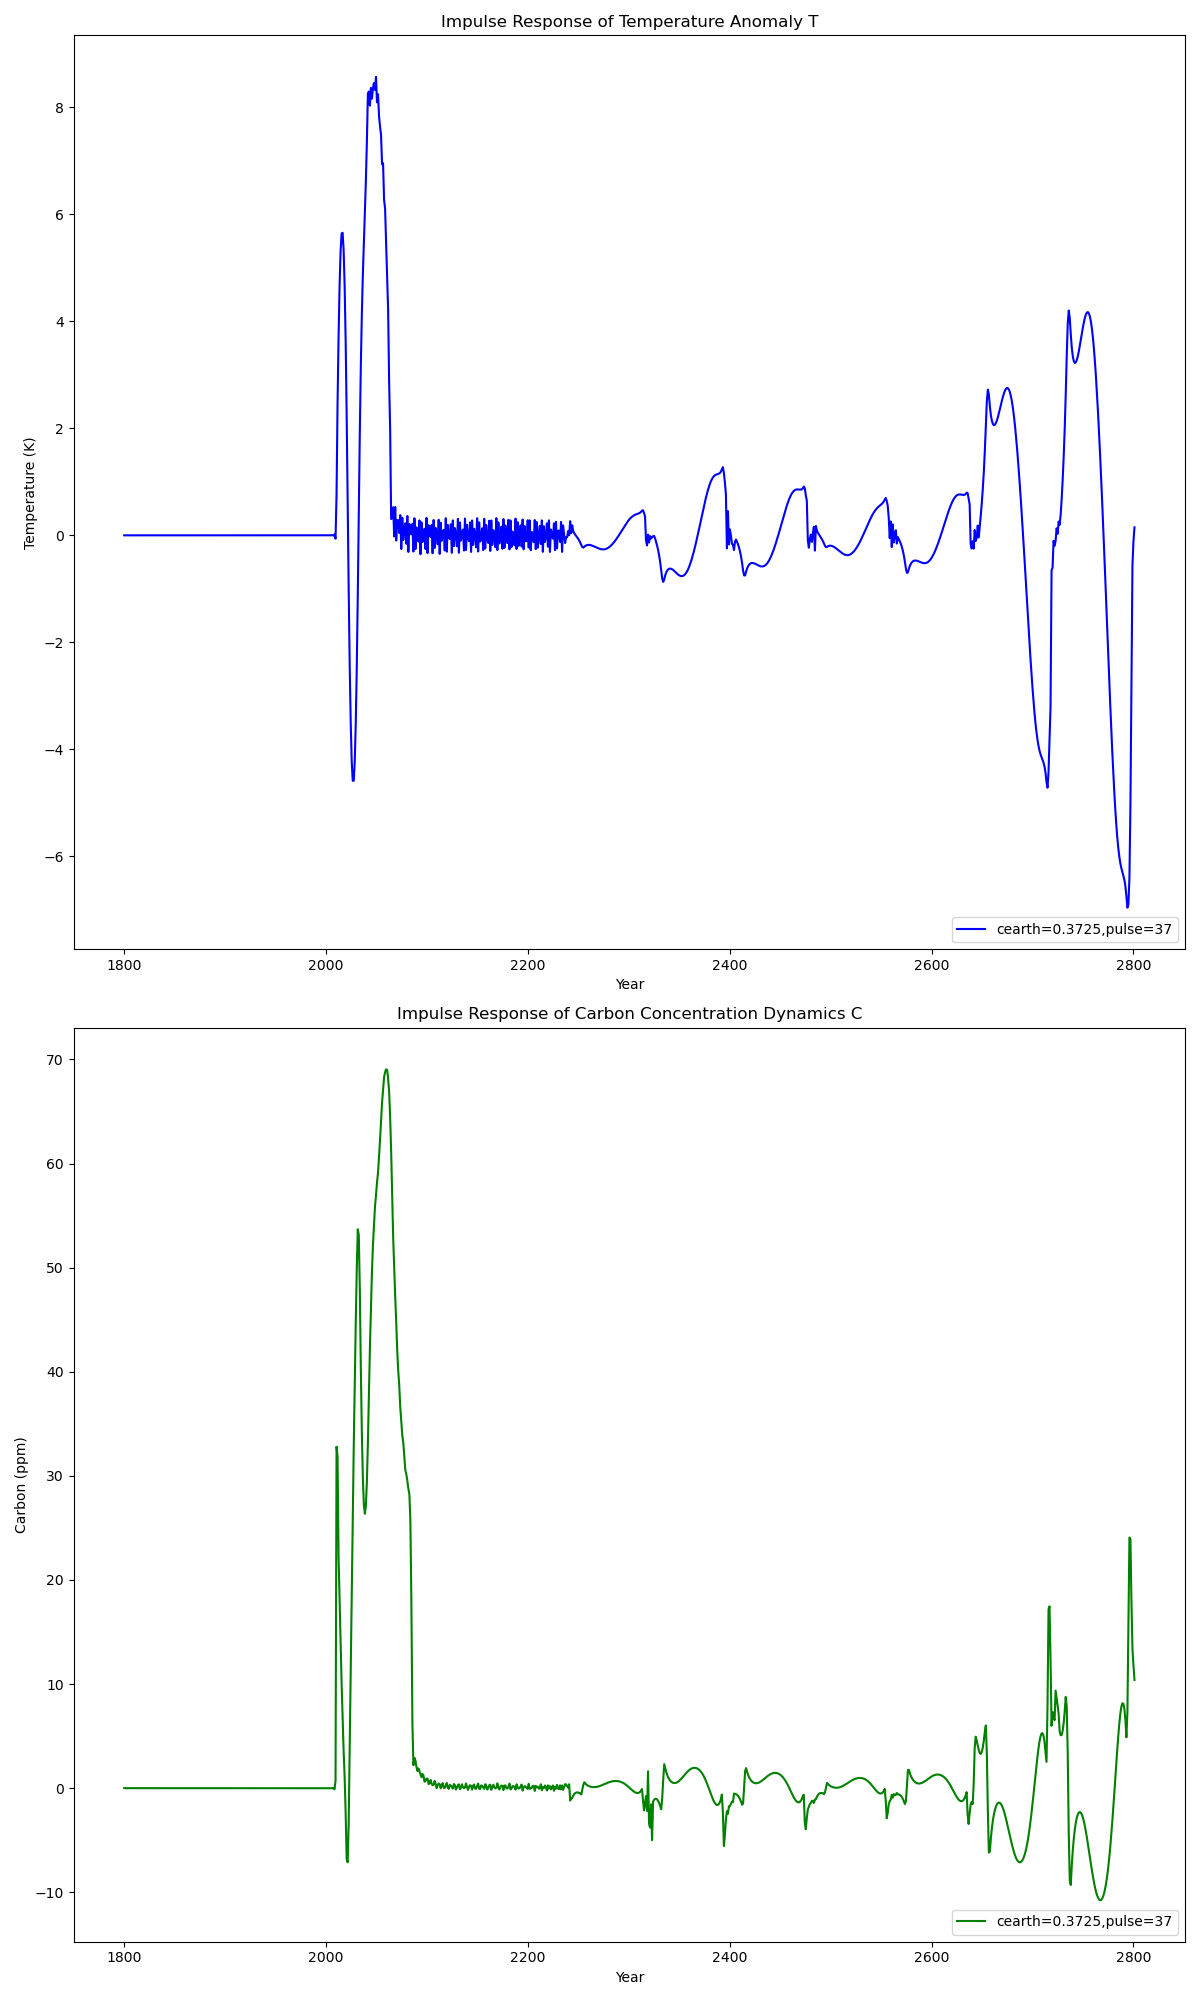 Impulse Response of Temperature Anomaly T
8
6
4
2
0
−2
−4
−6
Temperature (K)
cearth=0.3725,pulse=37
1800 2000 2200 2400 2600 2800
Year
Impulse Response of Carbon Concentration Dynamics C
70
60
50
40
30
20
10
0
−10
Carbon (ppm)
cearth=0.3725,pulse=37
1800 2000 2200 2400 2600 2800
Year